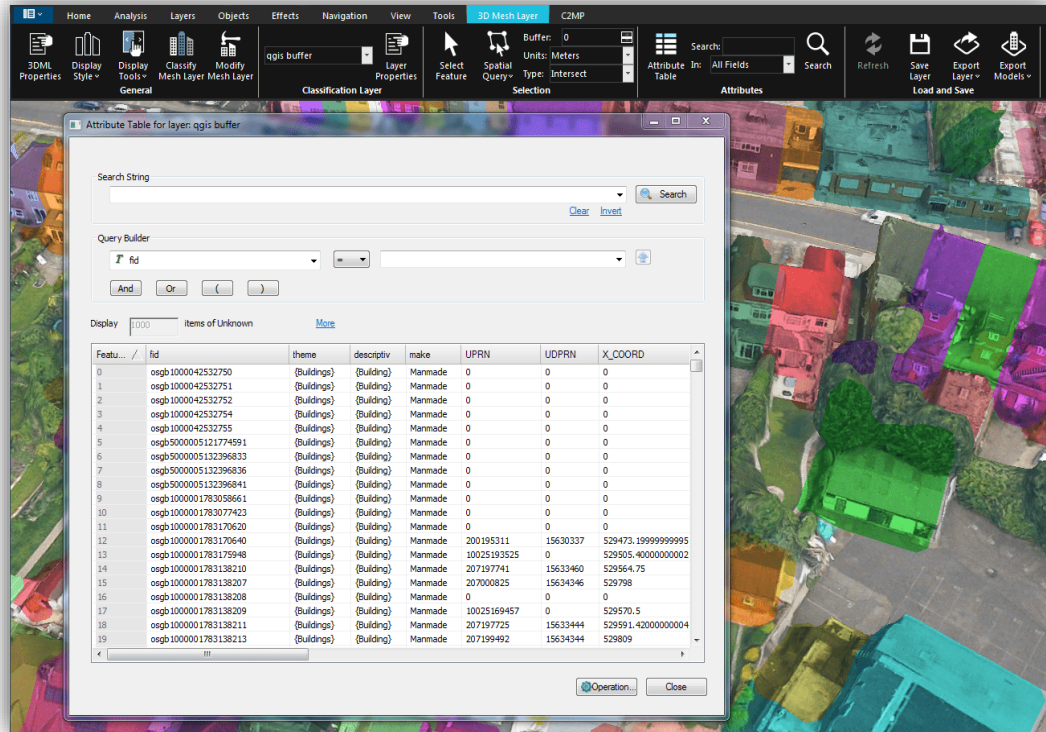 Home Analysis Layers Objects Effects Navigation View Tools 3D Mesh Layer C2MP
3DML Properties
Display Style
Display Tools
Classify Mesh Layer
Modify Mesh Layer
General
qgis buffer
Layer Properties
Classification Layer
Select Feature
Spatial Query
Buffer: 0
Units: Meters
Type: Intersect
Selection
Attribute Table
Search:
In: All Fields
Search
Attributes
Refresh
Save Layer
Export Layer
Export Models
Load and Save
Attribute Table for layer: qgis buffer
Search String
Search
Clear Invert
Query Builder
T fid =
And Or ( )
Display 1000 items of Unknown More
Featu... / fid theme descriptiv make UPRN UDPRN X_COORD
0 osgb1000042532750 {Buildings} {Building} Manmade 0 0 0
1 osgb1000042532751 {Buildings} {Building} Manmade 0 0 0
2 osgb1000042532752 {Buildings} {Building} Manmade 0 0 0
3 osgb1000042532754 {Buildings} {Building} Manmade 0 0 0
4 osgb1000042532755 {Buildings} {Building} Manmade 0 0 0
5 osgb5000005121774591 {Buildings} {Building} Manmade 0 0 0
6 osgb5000005132396833 {Buildings} {Building} Manmade 0 0 0
7 osgb5000005132396836 {Buildings} {Building} Manmade 0 0 0
8 osgb5000005132396841 {Buildings} {Building} Manmade 0 0 0
9 osgb1000001783058661 {Buildings} {Building} Manmade 0 0 0
10 osgb1000001783077423 {Buildings} {Building} Manmade 0 0 0
11 osgb1000001783170620 {Buildings} {Building} Manmade 0 0 0
12 osgb1000001783170640 {Buildings} {Building} Manmade 200195311 15630337 529473.19999999995
13 osgb1000001783175948 {Buildings} {Building} Manmade 10025193525 0 529505.40000000002
14 osgb1000001783138210 {Buildings} {Building} Manmade 207197741 15633460 529564.75
15 osgb1000001783138207 {Buildings} {Building} Manmade 207000825 15634346 529798
16 osgb1000001783138208 {Buildings} {Building} Manmade 0 0 0
17 osgb1000001783138209 {Buildings} {Building} Manmade 10025169457 0 529570.5
18 osgb1000001783138211 {Buildings} {Building} Manmade 207197725 15633444 529591.42000000004
19 osgb1000001783138213 {Buildings} {Building} Manmade 207199492 15634344 529809
Operation... Close